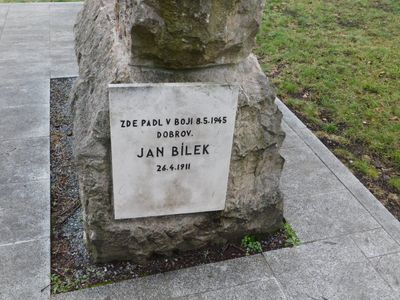 ZDE PADL V BOJI 8.5.1945
DOBROV.
JAN BÍLEK
26.4.1911